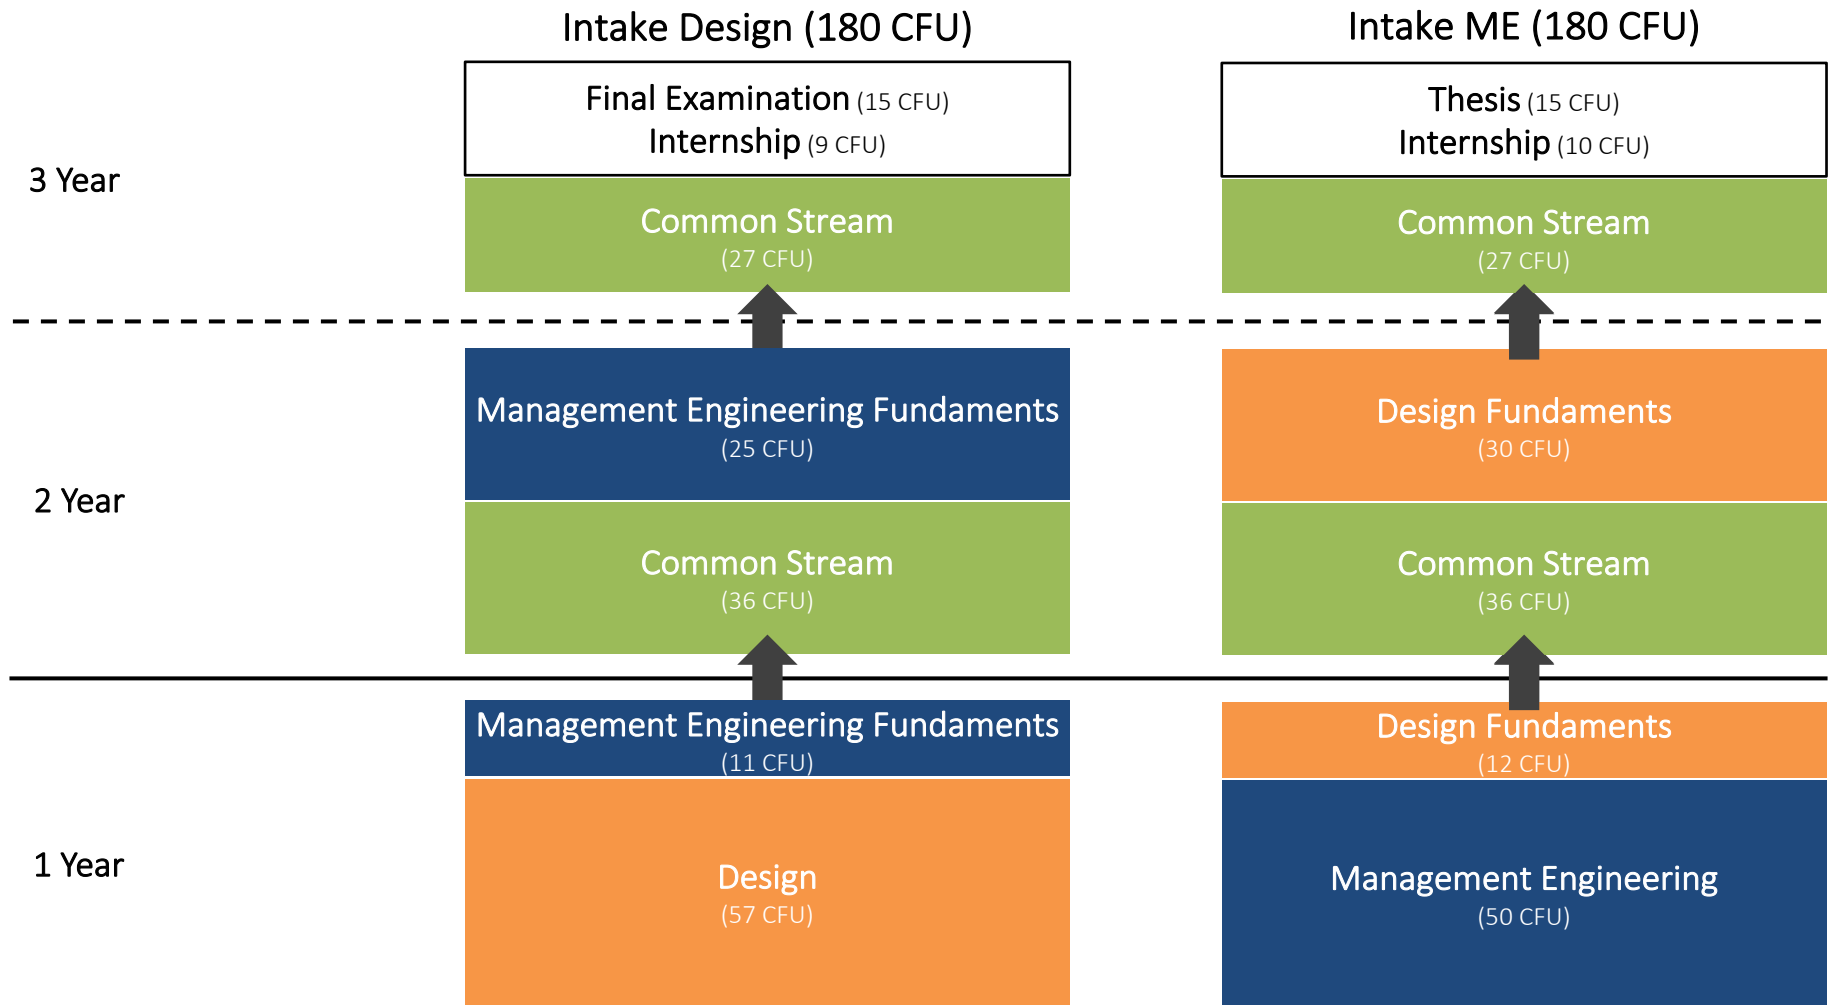 Intake Design (180 CFU)
Intake ME (180 CFU)
3 Year
Final Examination (15 CFU)
Internship (9 CFU)
Thesis (15 CFU)
Internship (10 CFU)
Common Stream
(27 CFU)
Common Stream
(27 CFU)
2 Year
Management Engineering Fundaments
(25 CFU)
Design Fundaments
(30 CFU)
Common Stream
(36 CFU)
Common Stream
(36 CFU)
1 Year
Management Engineering Fundaments
(11 CFU)
Design Fundaments
(12 CFU)
Design
(57 CFU)
Management Engineering
(50 CFU)